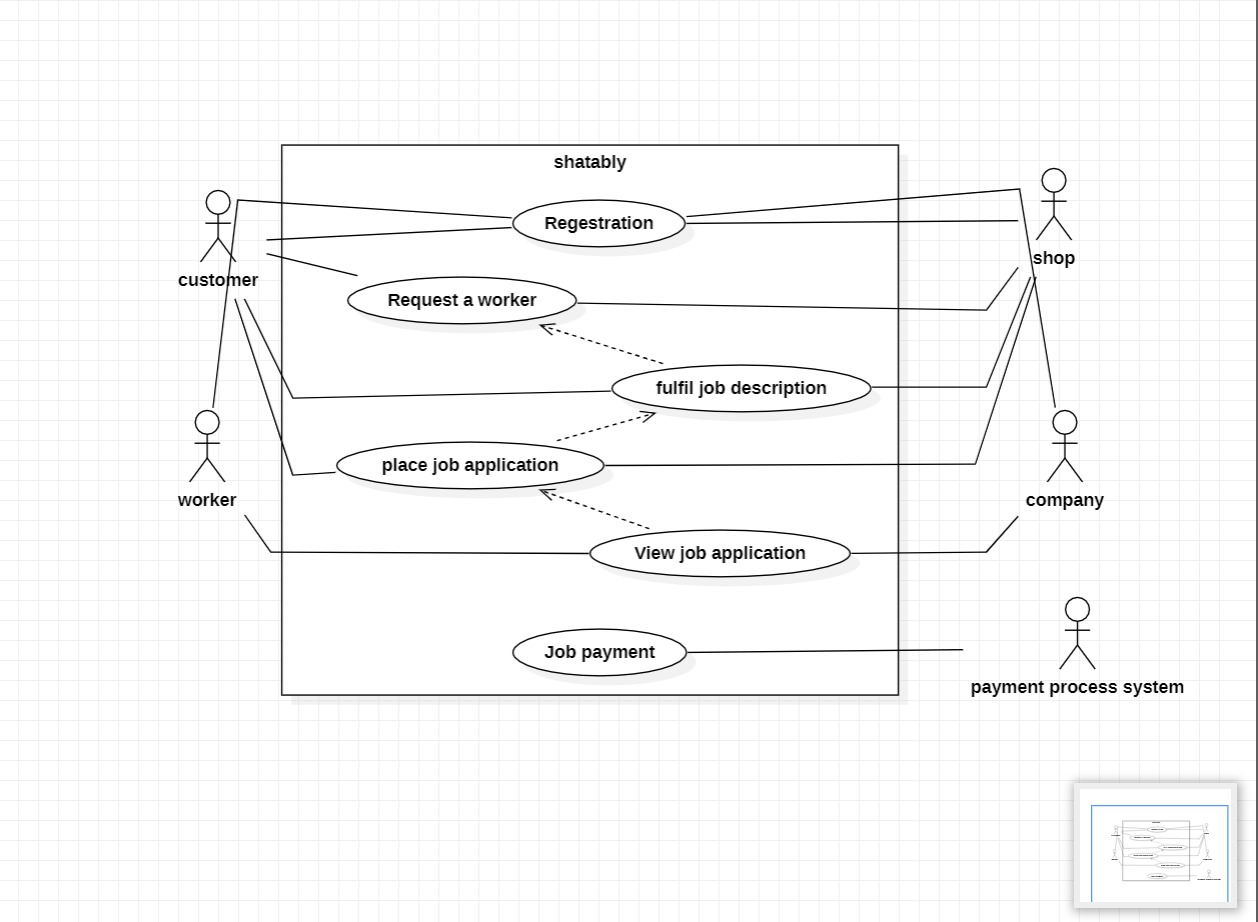 shatably
Regestration
customer
shop
Request a worker
fulfil job description
place job application
worker
company
View job application
Job payment
payment process system